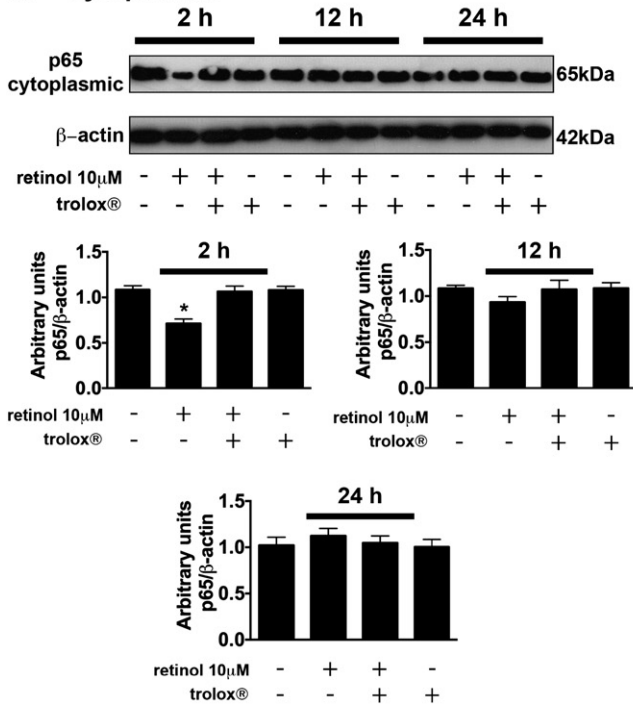 2 h 12 h 24 h
p65 cytoplasmic 65kDa
β-actin 42kDa
retinol 10µM - + + - - + + - - + + -
trolox® - - + + - - + + - - + +
2 h
Arbitrary units
p65/β-actin
1.5
1.0
0.5
0.0
*
retinol 10µM - + + -
trolox® - - + +
12 h
Arbitrary units
p65/β-actin
1.5
1.0
0.5
0.0
retinol 10µM - + + -
trolox® - - + +
24 h
Arbitrary units
p65/β-actin
1.5
1.0
0.5
0.0
retinol 10µM - + + -
trolox® - - + +